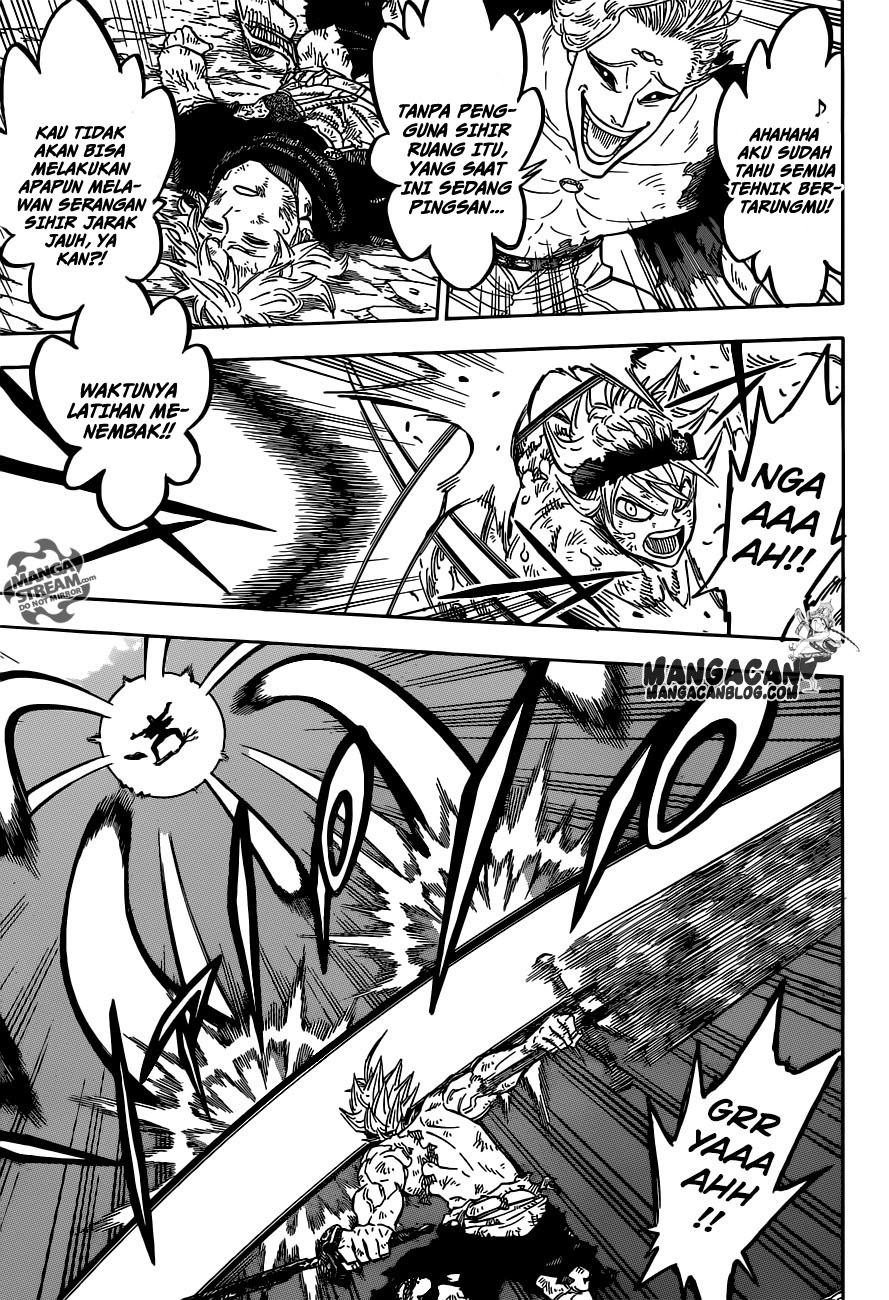 AHAHAHA
AKU SUDAH
TAHU SEMUA
TEHNIK BER-
TARUNGMU!
TANPA PENG-
GUNA SIHIR
RUANG ITU,
YANG SAAT
INI SEDANG
PINGSAN...
KAU TIDAK
AKAN BISA
MELAKUKAN
APAPUN MELA-
WAN SERANGAN
SIHIR JARAK
JAUH, YA
KAN?!
NGA
AAA
AH!!
WAKTUNYA
LATIHAN ME-
NEMBAK!!
MANGA
STREAM.com
DO NOT MIRROR!
MANGACAN
MANGACANBLOG.COM
GRR
YAAA
AHH
!!